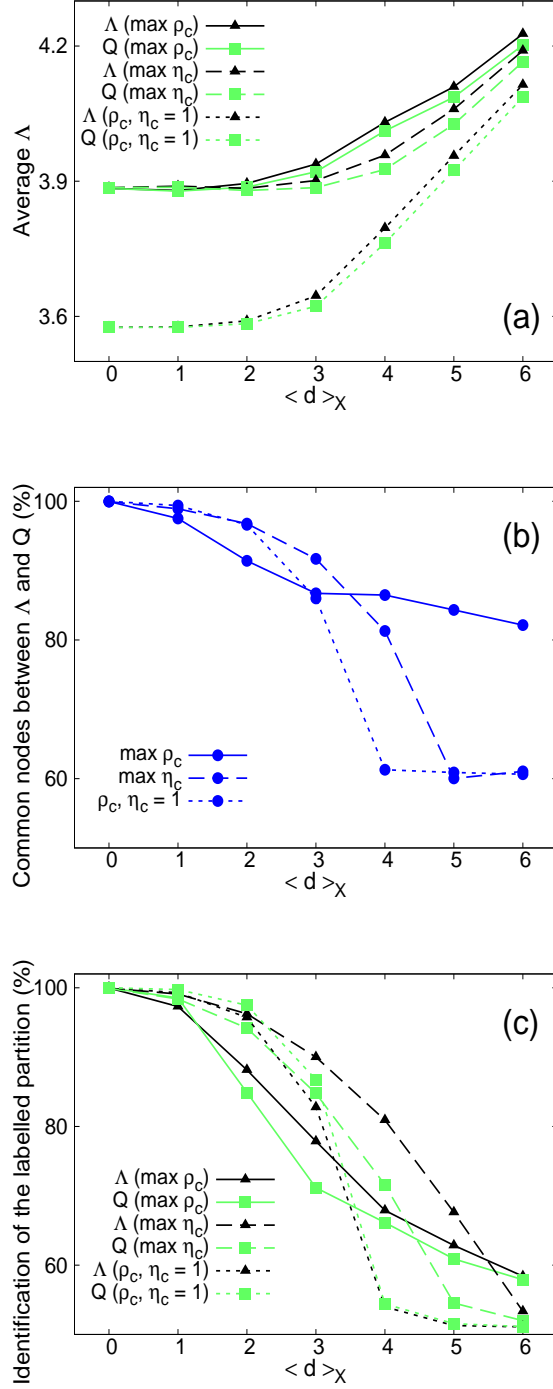 Λ (max ρc)
Q (max ρc)
Λ (max ηc)
Q (max ηc)
Λ (ρc, ηc = 1)
Q (ρc, ηc = 1)
4.2
3.9
3.6
Average Λ
(a)
0 1 2 3 4 5 6
< d >X
100
80
60
Common nodes between Λ and Q (%)
(b)
max ρc
max ηc
ρc, ηc = 1
0 1 2 3 4 5 6
< d >X
100
80
60
Identification of the labelled partition (%)
(c)
Λ (max ρc)
Q (max ρc)
Λ (max ηc)
Q (max ηc)
Λ (ρc, ηc = 1)
Q (ρc, ηc = 1)
0 1 2 3 4 5 6
< d >X